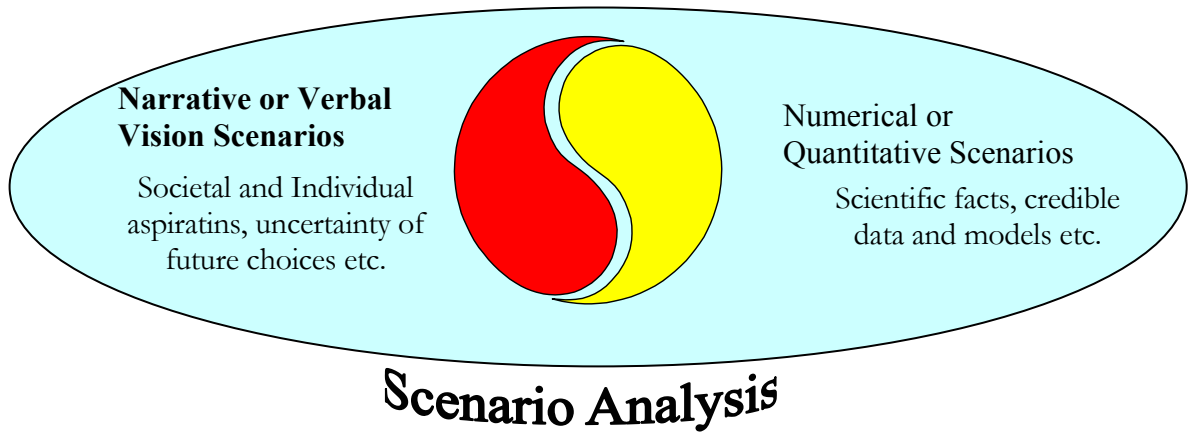 Narrative or Verbal
Vision Scenarios
Societal and Individual
aspiratins, uncertainty of
future choices etc.
Numerical or
Quantitative Scenarios
Scientific facts, credible
data and models etc.
Scenario Analysis